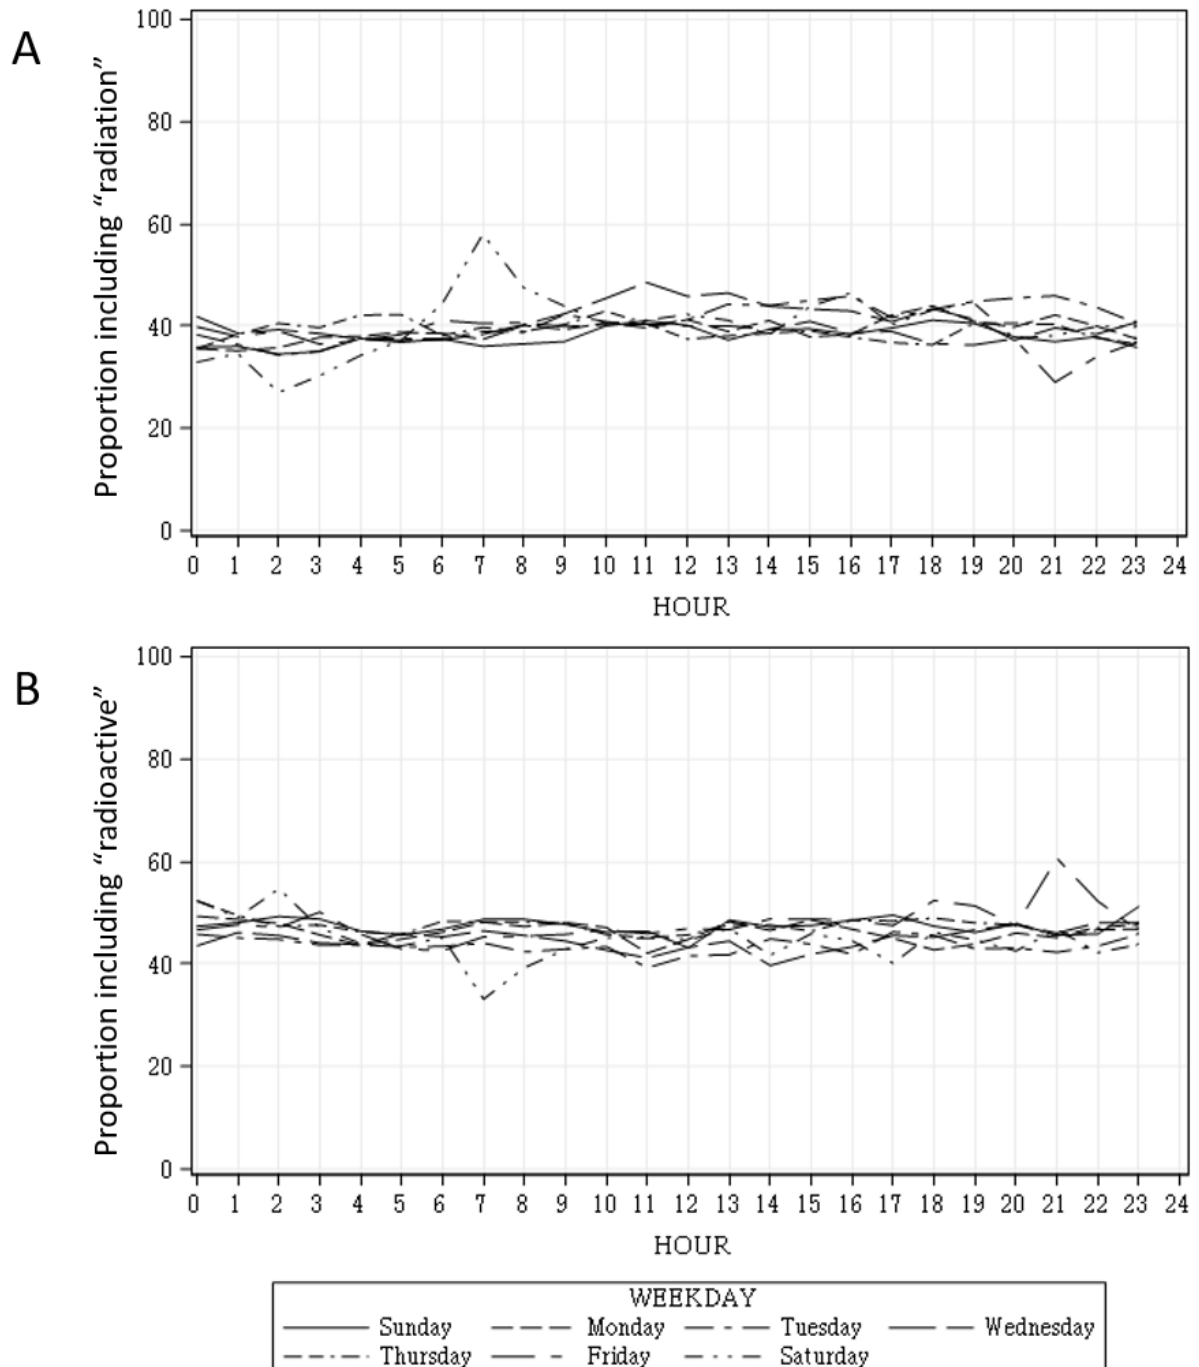 A
Proportion including “radiation”
100
80
60
40
20
0
0 1 2 3 4 5 6 7 8 9 10 11 12 13 14 15 16 17 18 19 20 21 22 23 24
HOUR
B
Proportion including “radioactive”
100
80
60
40
20
0
0 1 2 3 4 5 6 7 8 9 10 11 12 13 14 15 16 17 18 19 20 21 22 23 24
HOUR
WEEKDAY
Sunday Monday Tuesday Wednesday
Thursday Friday Saturday